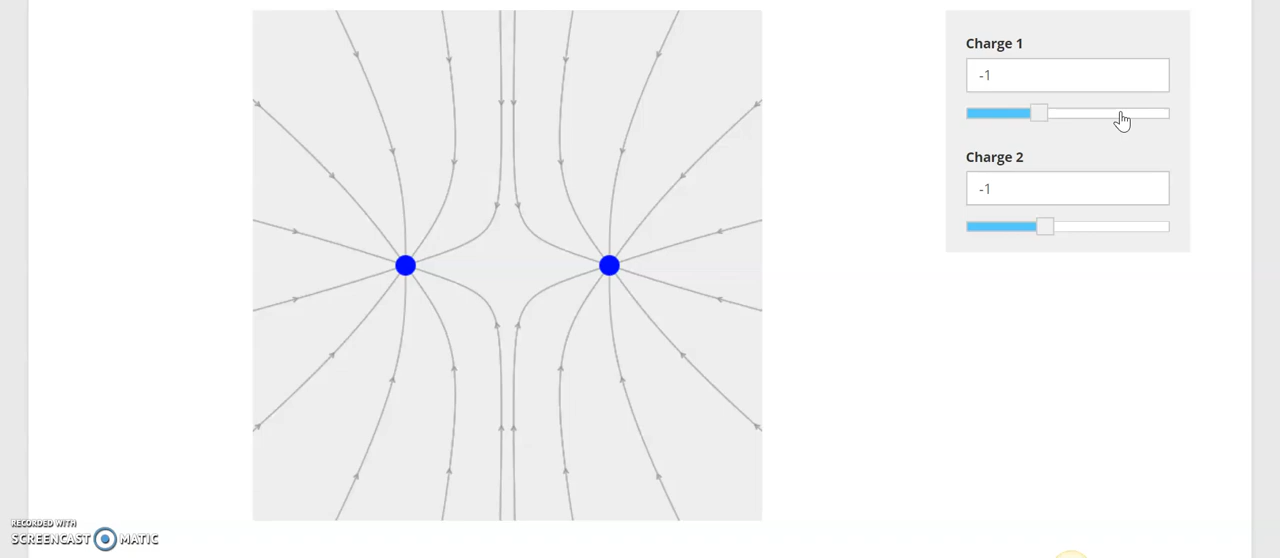 Charge 1
-1
Charge 2
-1
RECORDED WITH
SCREENCAST MATIC